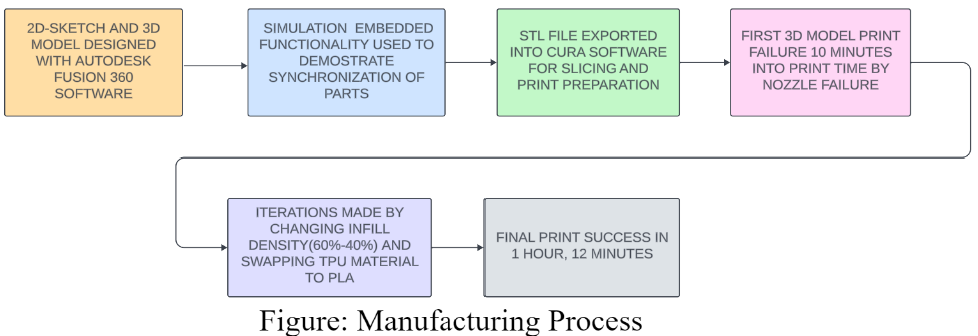 2D-SKETCH AND 3D
MODEL DESIGNED
WITH AUTODESK
FUSION 360
SOFTWARE
SIMULATION EMBEDDED
FUNCTIONALITY USED TO
DEMOSTRATE
SYNCHRONIZATION OF
PARTS
STL FILE EXPORTED
INTO CURA SOFTWARE
FOR SLICING AND
PRINT PREPARATION
FIRST 3D MODEL PRINT
FAILURE 10 MINUTES
INTO PRINT TIME BY
NOZZLE FAILURE
ITERATIONS MADE BY
CHANGING INFILL
DENSITY(60%-40%) AND
SWAPPING TPU MATERIAL
TO PLA
FINAL PRINT SUCCESS IN
1 HOUR, 12 MINUTES
Figure: Manufacturing Process